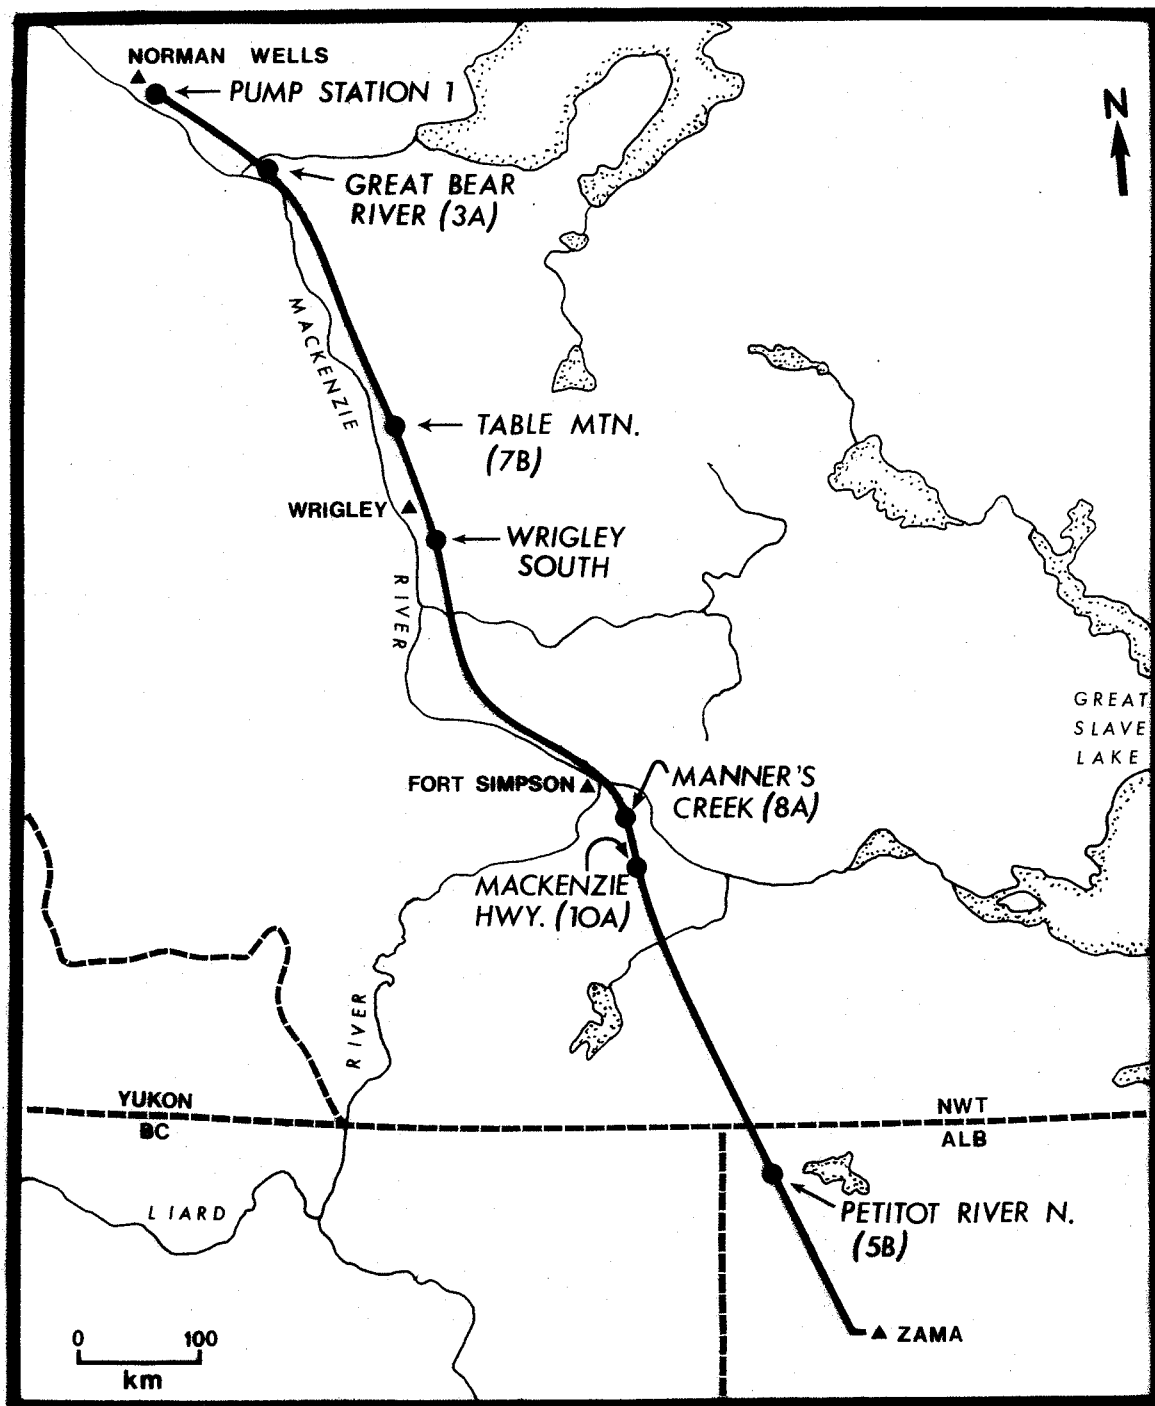 NORMAN WELLS
PUMP STATION 1
N
GREAT BEAR
RIVER (3A)
MACKENZIE
TABLE MTN.
(7B)
WRIGLEY
WRIGLEY
SOUTH
RIVER
GREAT
SLAVE
LAKE
FORT SIMPSON
MANNER'S
CREEK (8A)
MACKENZIE
HWY. (10A)
RIVER
YUKON
BC
NWT
ALB
LIARD
PETITOT RIVER N.
(5B)
ZAMA
0 100
km